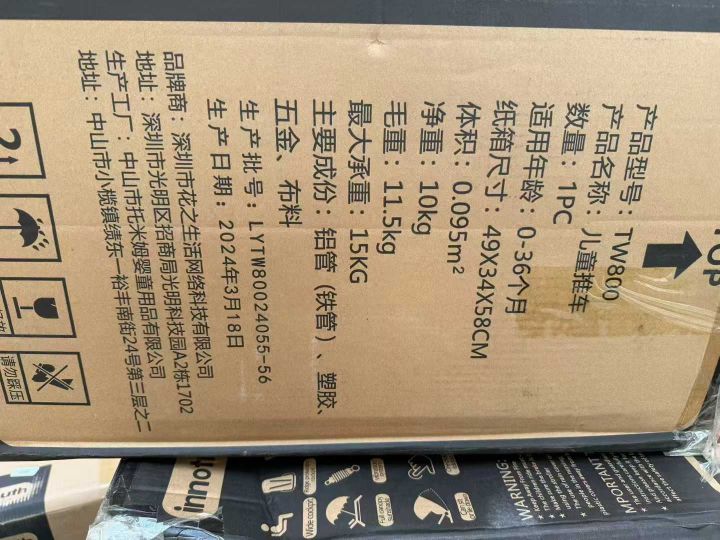 TOP
产品型号：TW800
产品名称：儿童推车
数量：1PC
适用年龄：0-36个月
纸箱尺寸：49X34X58CM
体积：0.095m²
净重：10kg
毛重：11.5kg
最大承重：15KG
主要成份：铝管（铁管）、塑胶、
五金、布料
生产批号：LYTW80024055-56
生产日期：2024年3月18日
品牌商：深圳市花之生活网络科技有限公司
地址：深圳市光明区招商局光明科技园A2栋1702
生产工厂：中山市托米姆婴童用品有限公司
地址：中山市小榄镇绩东一裕丰南街24号第三层之二
2
请勿踩压
IMPORTANT
WARNING